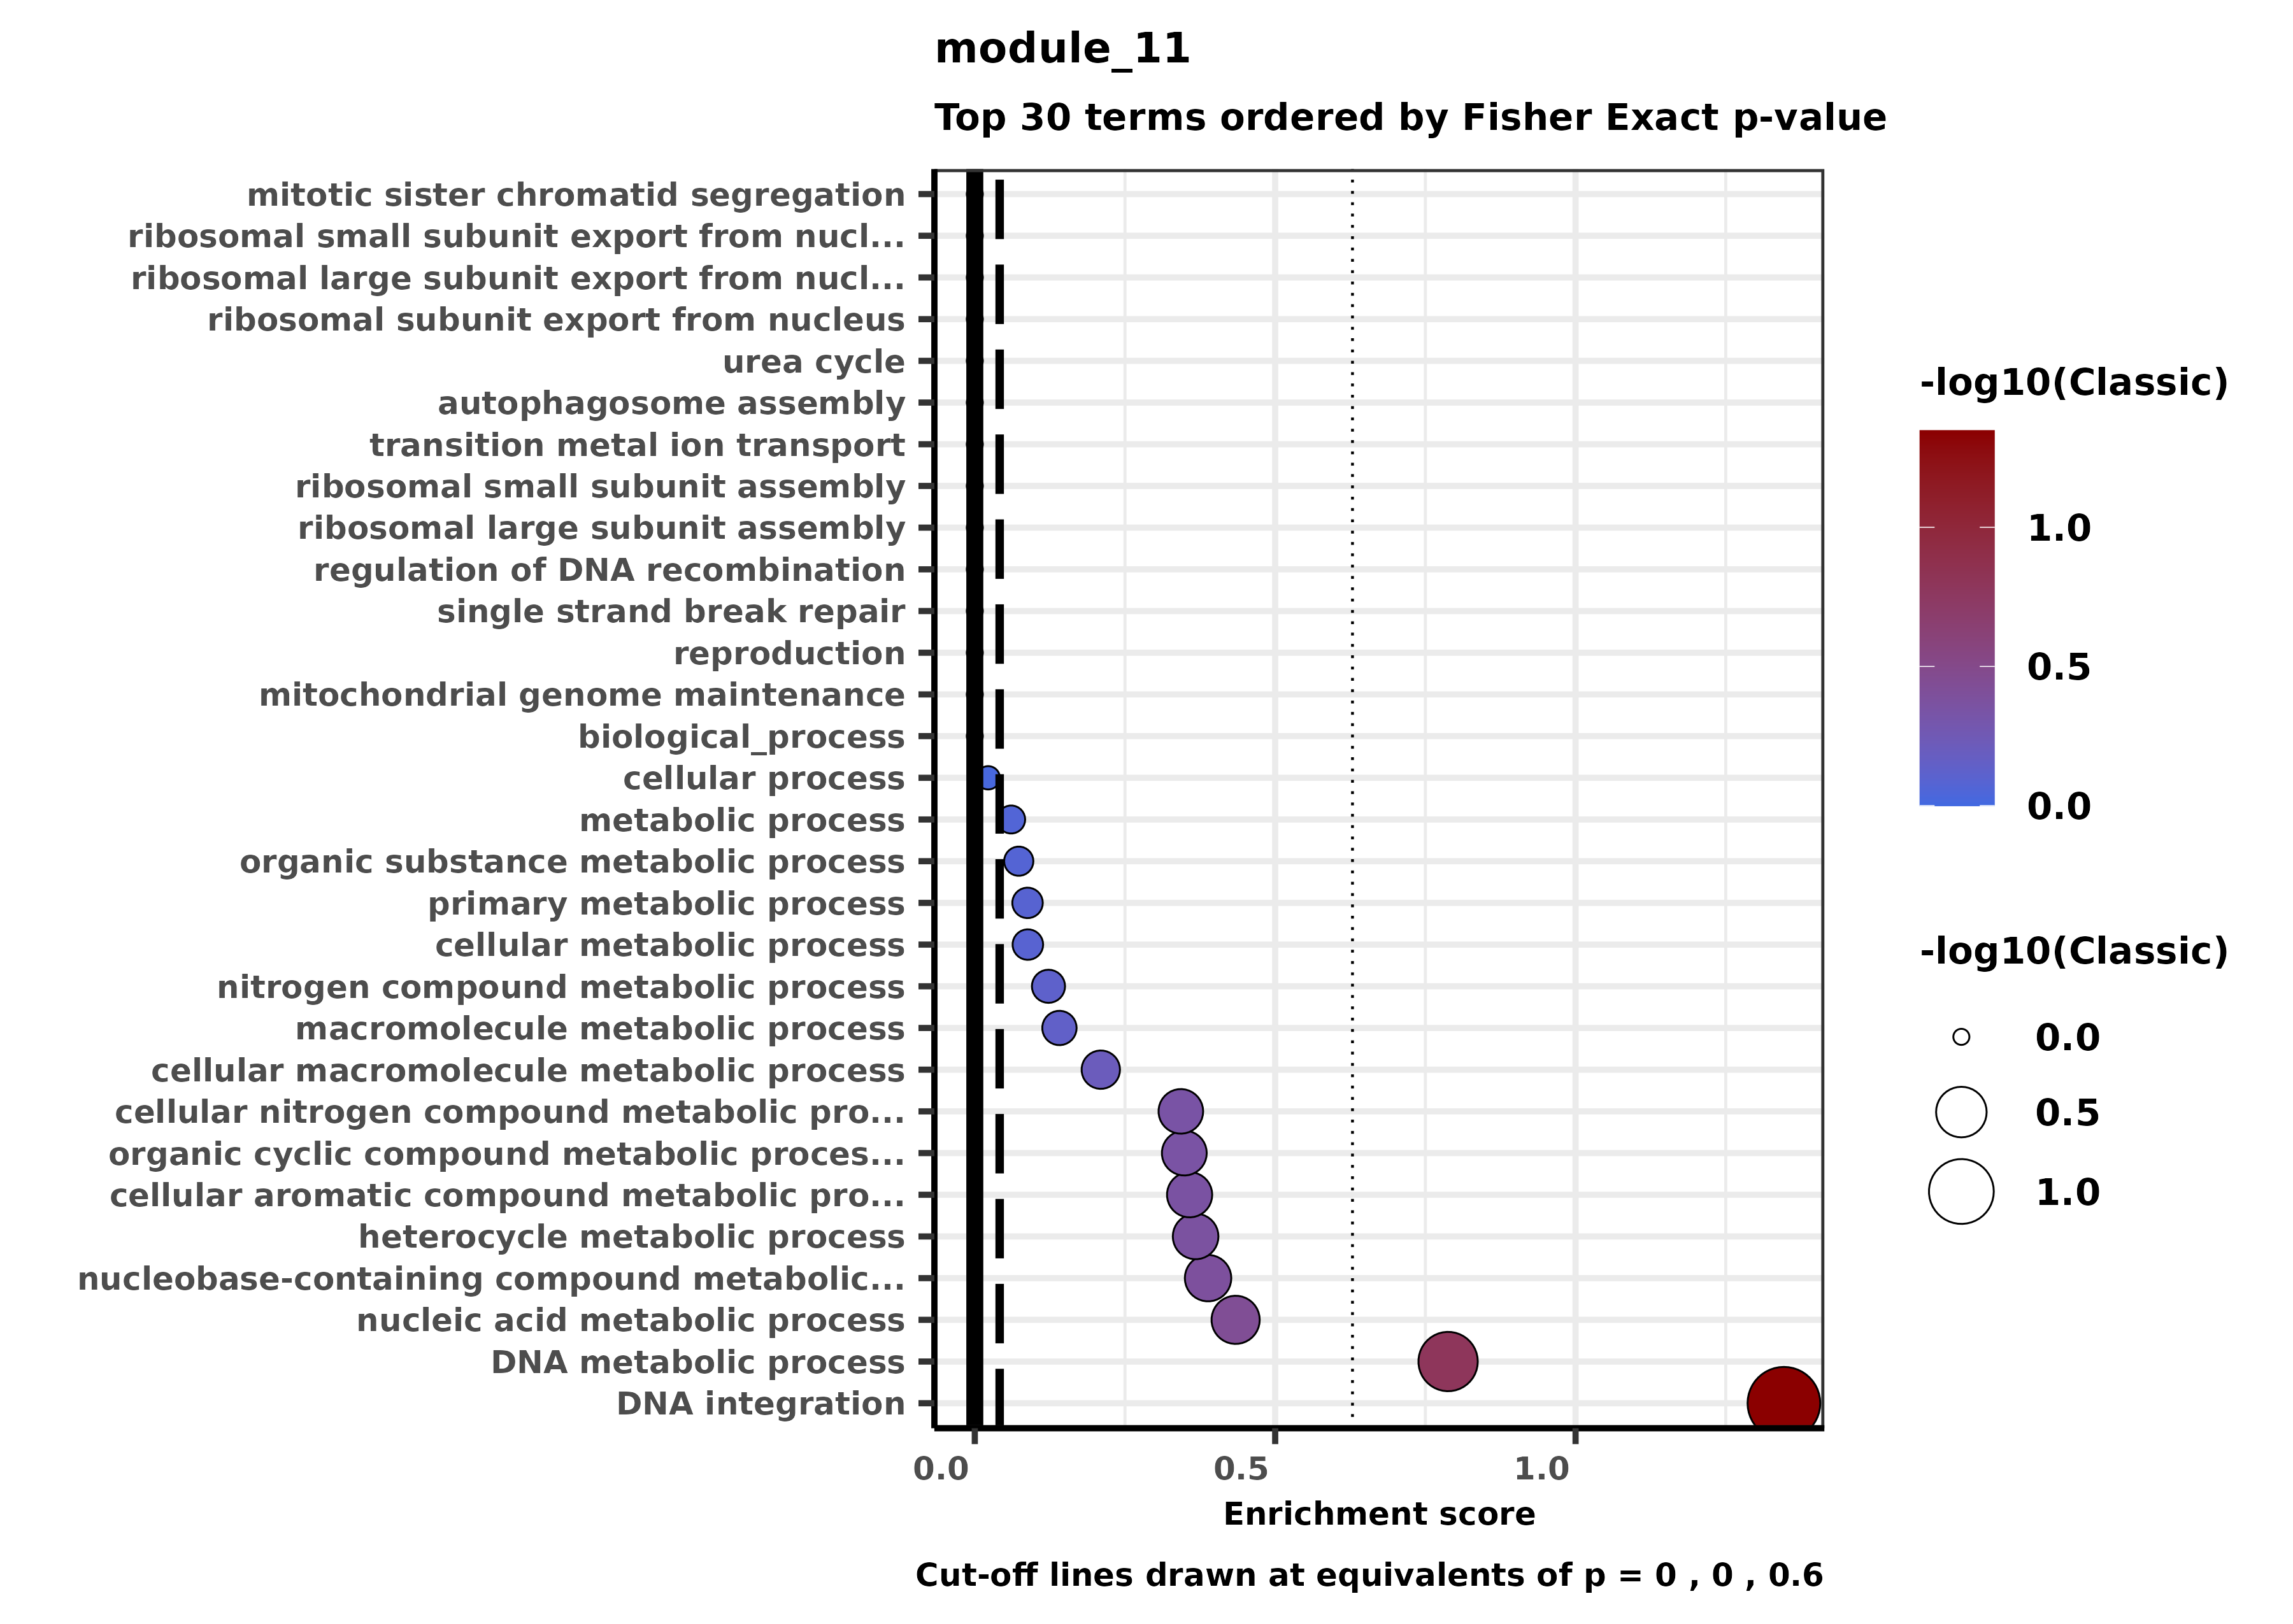 module_11
Top 30 terms ordered by Fisher Exact p-value
mitotic sister chromatid segregation
ribosomal small subunit export from nucl...
ribosomal large subunit export from nucl...
ribosomal subunit export from nucleus
urea cycle
autophagosome assembly
transition metal ion transport
ribosomal small subunit assembly
ribosomal large subunit assembly
regulation of DNA recombination
single strand break repair
reproduction
mitochondrial genome maintenance
biological_process
cellular process
metabolic process
organic substance metabolic process
primary metabolic process
cellular metabolic process
nitrogen compound metabolic process
macromolecule metabolic process
cellular macromolecule metabolic process
cellular nitrogen compound metabolic pro...
organic cyclic compound metabolic proces...
cellular aromatic compound metabolic pro...
heterocycle metabolic process
nucleobase-containing compound metabolic...
nucleic acid metabolic process
DNA metabolic process
DNA integration
0.0 0.5 1.0
Enrichment score
Cut-off lines drawn at equivalents of p = 0 , 0 , 0.6
-log10(Classic)
1.0
0.5
0.0
-log10(Classic)
0.0
0.5
1.0